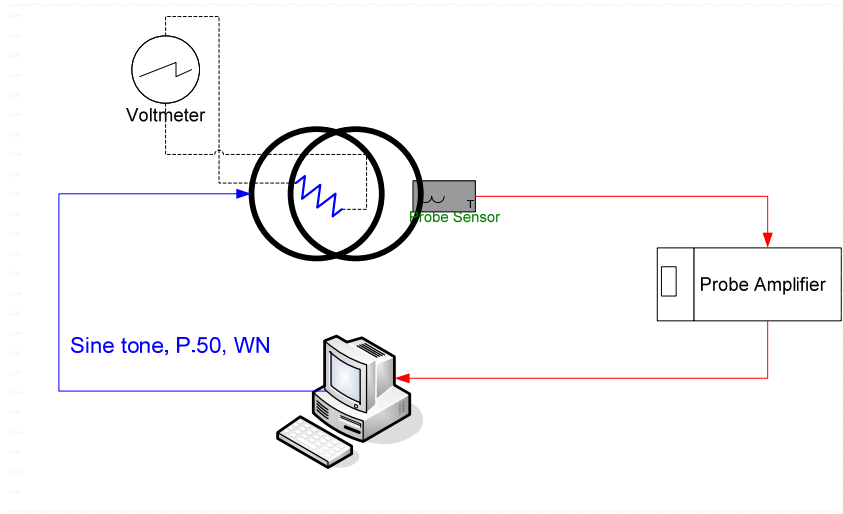 Voltmeter
T
Probe Sensor
Probe Amplifier
Sine tone, P.50, WN